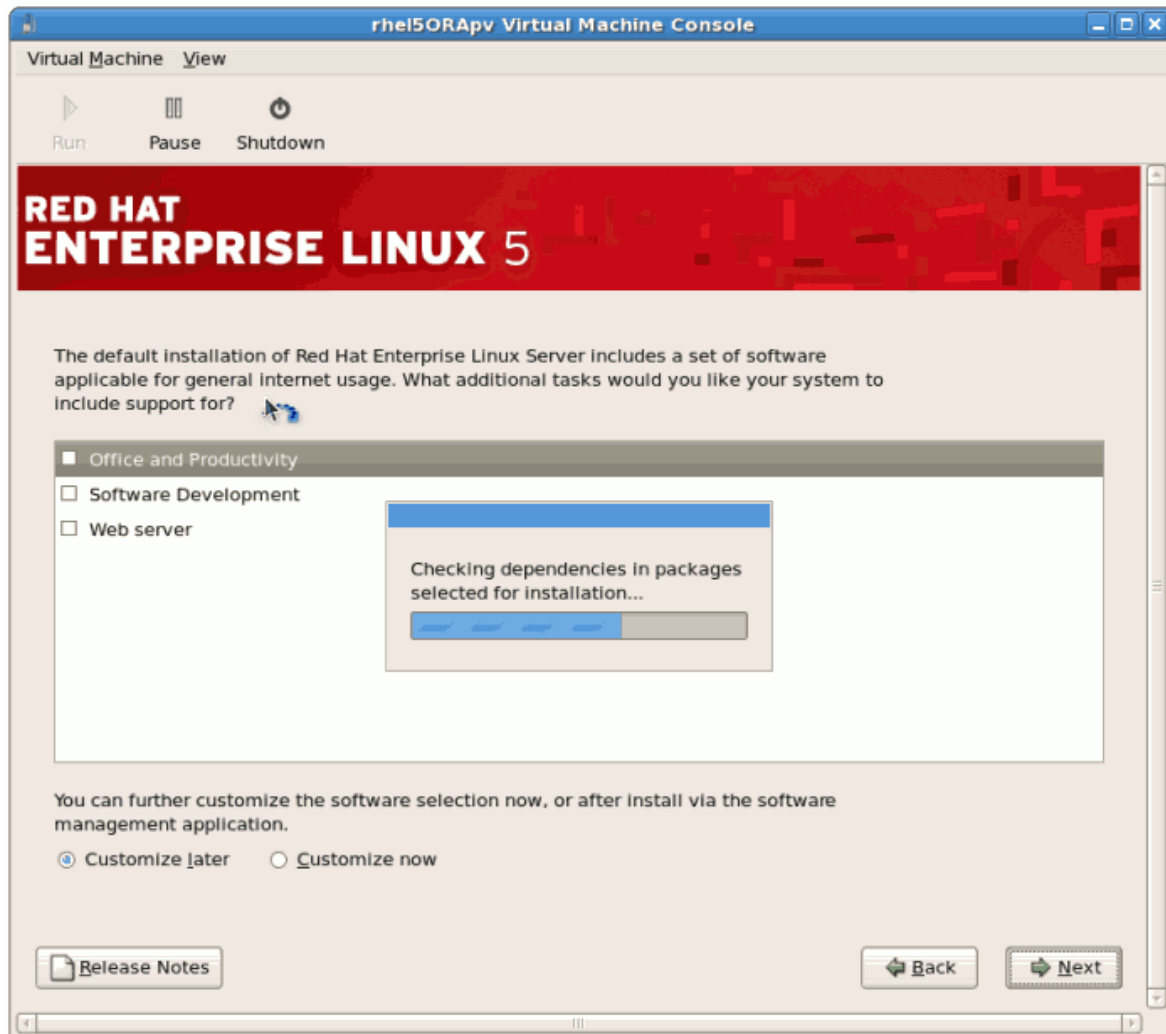 rhel5ORApv Virtual Machine Console
Virtual Machine View
Run Pause Shutdown
RED HAT
ENTERPRISE LINUX 5
The default installation of Red Hat Enterprise Linux Server includes a set of software
applicable for general internet usage. What additional tasks would you like your system to
include support for?
Office and Productivity
Software Development
Web server
Checking dependencies in packages
selected for installation...
You can further customize the software selection now, or after install via the software
management application.
Customize later Customize now
Release Notes Back Next